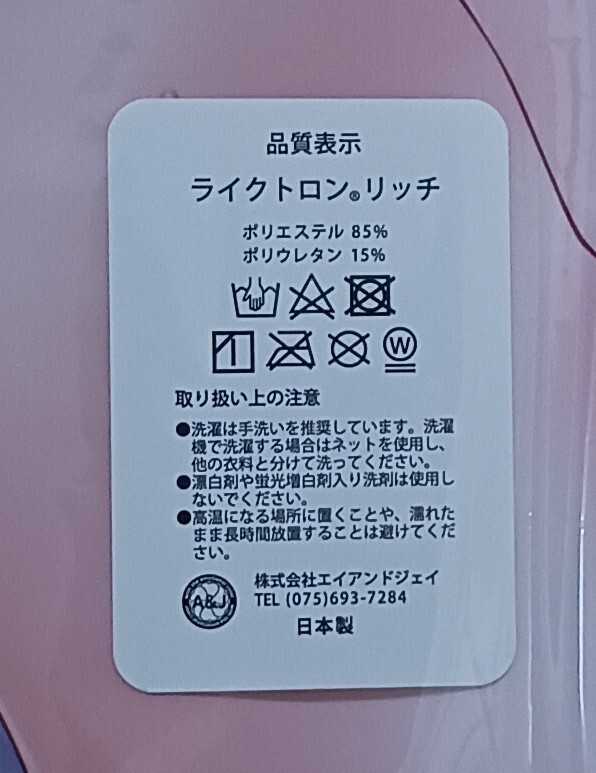 品質表示
ライクトロン®リッチ
ポリエステル 85%
ポリウレタン 15%
W
取り扱い上の注意
●洗濯は手洗いを推奨しています。洗濯
機で洗濯する場合はネットを使用し、
他の衣料と分けて洗ってください。
●漂白剤や蛍光増白剤入り洗剤は使用し
ないでください。
●高温になる場所に置くことや、濡れた
まま長時間放置することは避けてくだ
さい。
A&J
株式会社エイアンドジェイ
TEL (075)693-7284
日本製